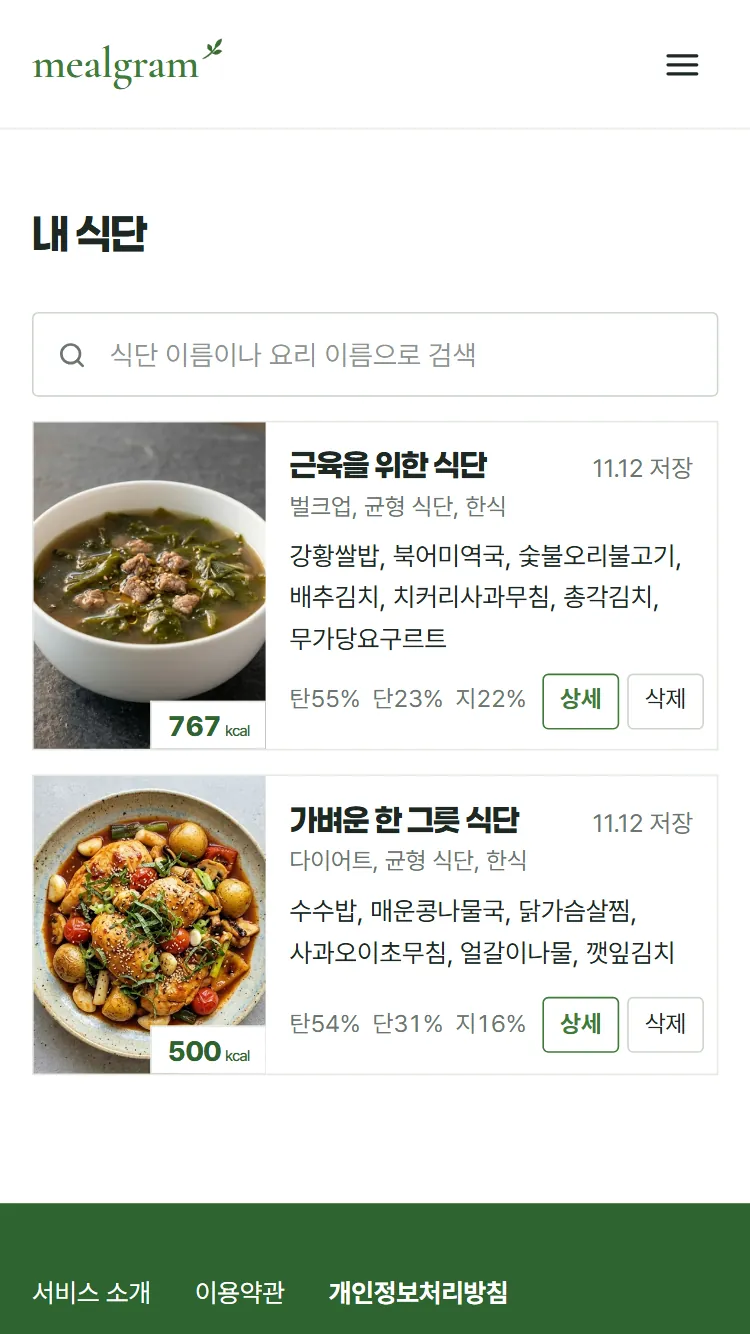 mealgram
내 식단
식단 이름이나 요리 이름으로 검색
근육을 위한 식단 11.12 저장
벌크업, 균형 식단, 한식
강황쌀밥, 북어미역국, 숯불오리불고기,
배추김치, 치커리사과무침, 총각김치,
무가당요구르트
탄55% 단23% 지22% 상세 삭제
767 kcal
가벼운 한 그릇 식단 11.12 저장
다이어트, 균형 식단, 한식
수수밥, 매운콩나물국, 닭가슴살찜,
사과오이초무침, 얼갈이나물, 깻잎김치
탄54% 단31% 지16% 상세 삭제
500 kcal
서비스 소개 이용약관 개인정보처리방침